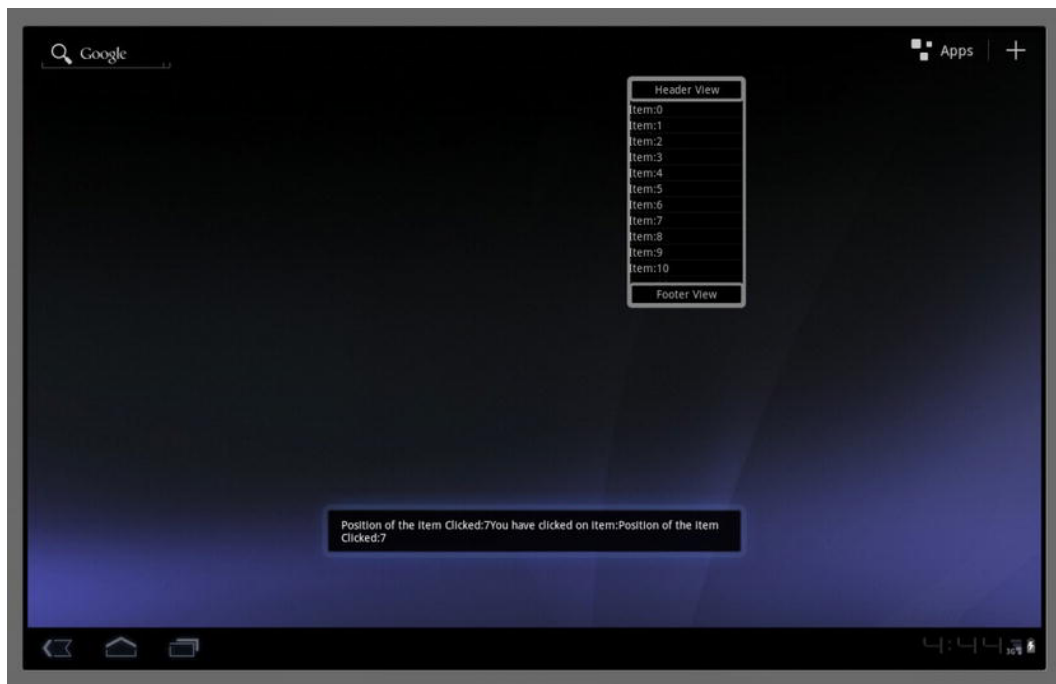 Google
Apps
Header View
Item:0
Item:1
Item:2
Item:3
Item:4
Item:5
Item:6
Item:7
Item:8
Item:9
Item:10
Footer View
Position of the item Clicked:7You have clicked on item:Position of the item
Clicked:7
4:44
3G